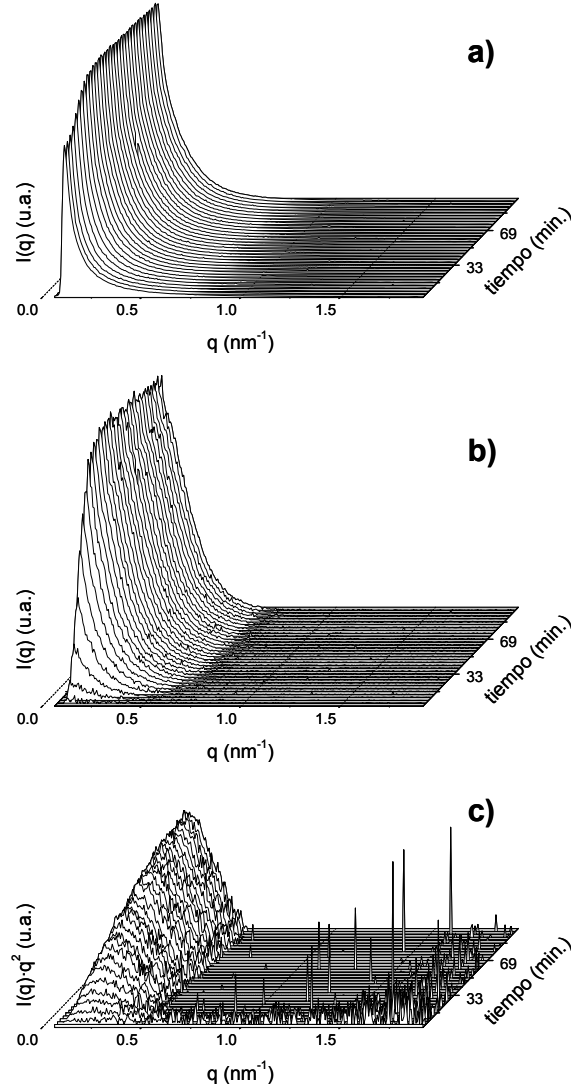 a)
I(q) (u.a.)
69
33
tiempo (min.)
0.0 0.5 1.0 1.5
q (nm⁻¹)
b)
I(q) (u.a.)
69
33
tiempo (min.)
0.0 0.5 1.0 1.5
q (nm⁻¹)
c)
I(q)·q² (u.a.)
69
33
tiempo (min.)
0.0 0.5 1.0 1.5
q (nm⁻¹)